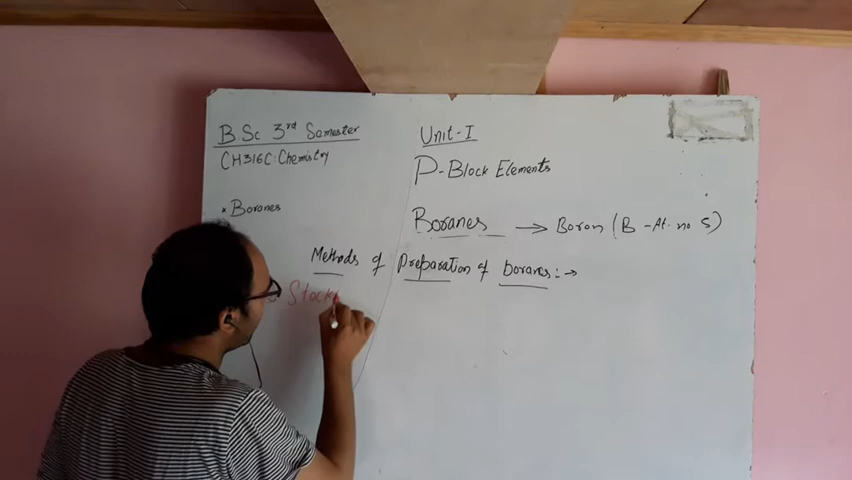 B.Sc 3rd Semester
CH316C: Chemistry
* Boranes
Unit-I
P-Block Elements
Boranes → Boron (B - At. no 5)
Methods of Preparation of boranes:→
Stock